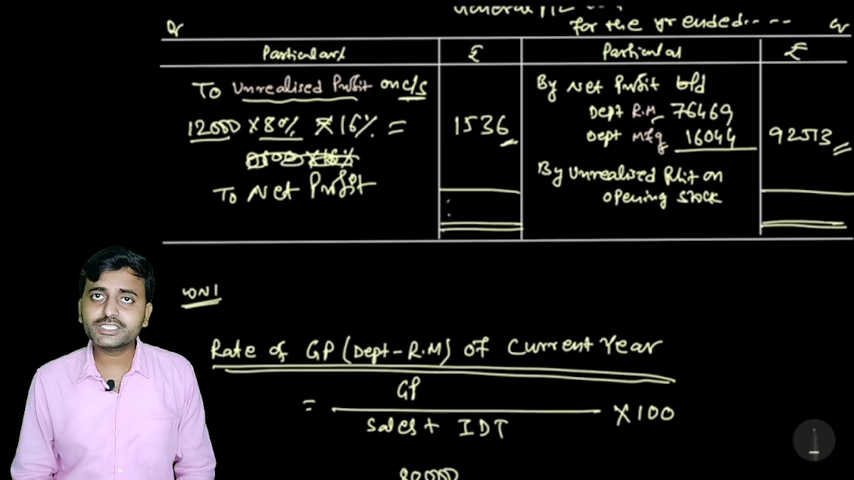 for the yr ended....
Dr Cr
Particulars ₹ Particulars ₹
To Unrealised Profit on c/s
12000 × 80% × 16% = 1536
To Net Profit
By Net Profit b/d
Dept R.M 76469
Dept Mfg 16044 92513
By Unrealised Pfit on
opening Stock
WN1
Rate of GP (Dept-R.M) of Current Year
= GP
Sales + IDT × 100
80000